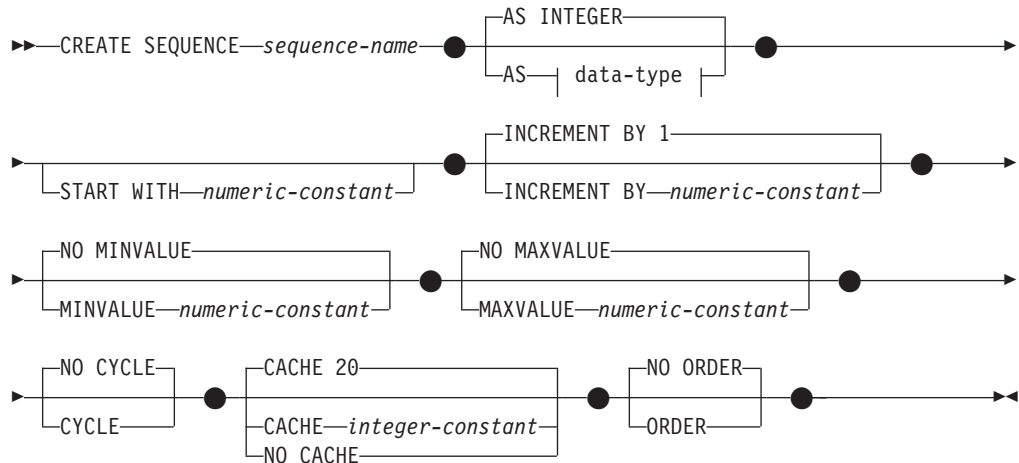 AS INTEGER
CREATE SEQUENCE sequence-name
AS data-type
INCREMENT BY 1
START WITH numeric-constant
INCREMENT BY numeric-constant
NO MINVALUE
NO MAXVALUE
MINVALUE numeric-constant
MAXVALUE numeric-constant
NO CYCLE
CACHE 20
NO ORDER
CYCLE
CACHE integer-constant
ORDER
NO CACHE